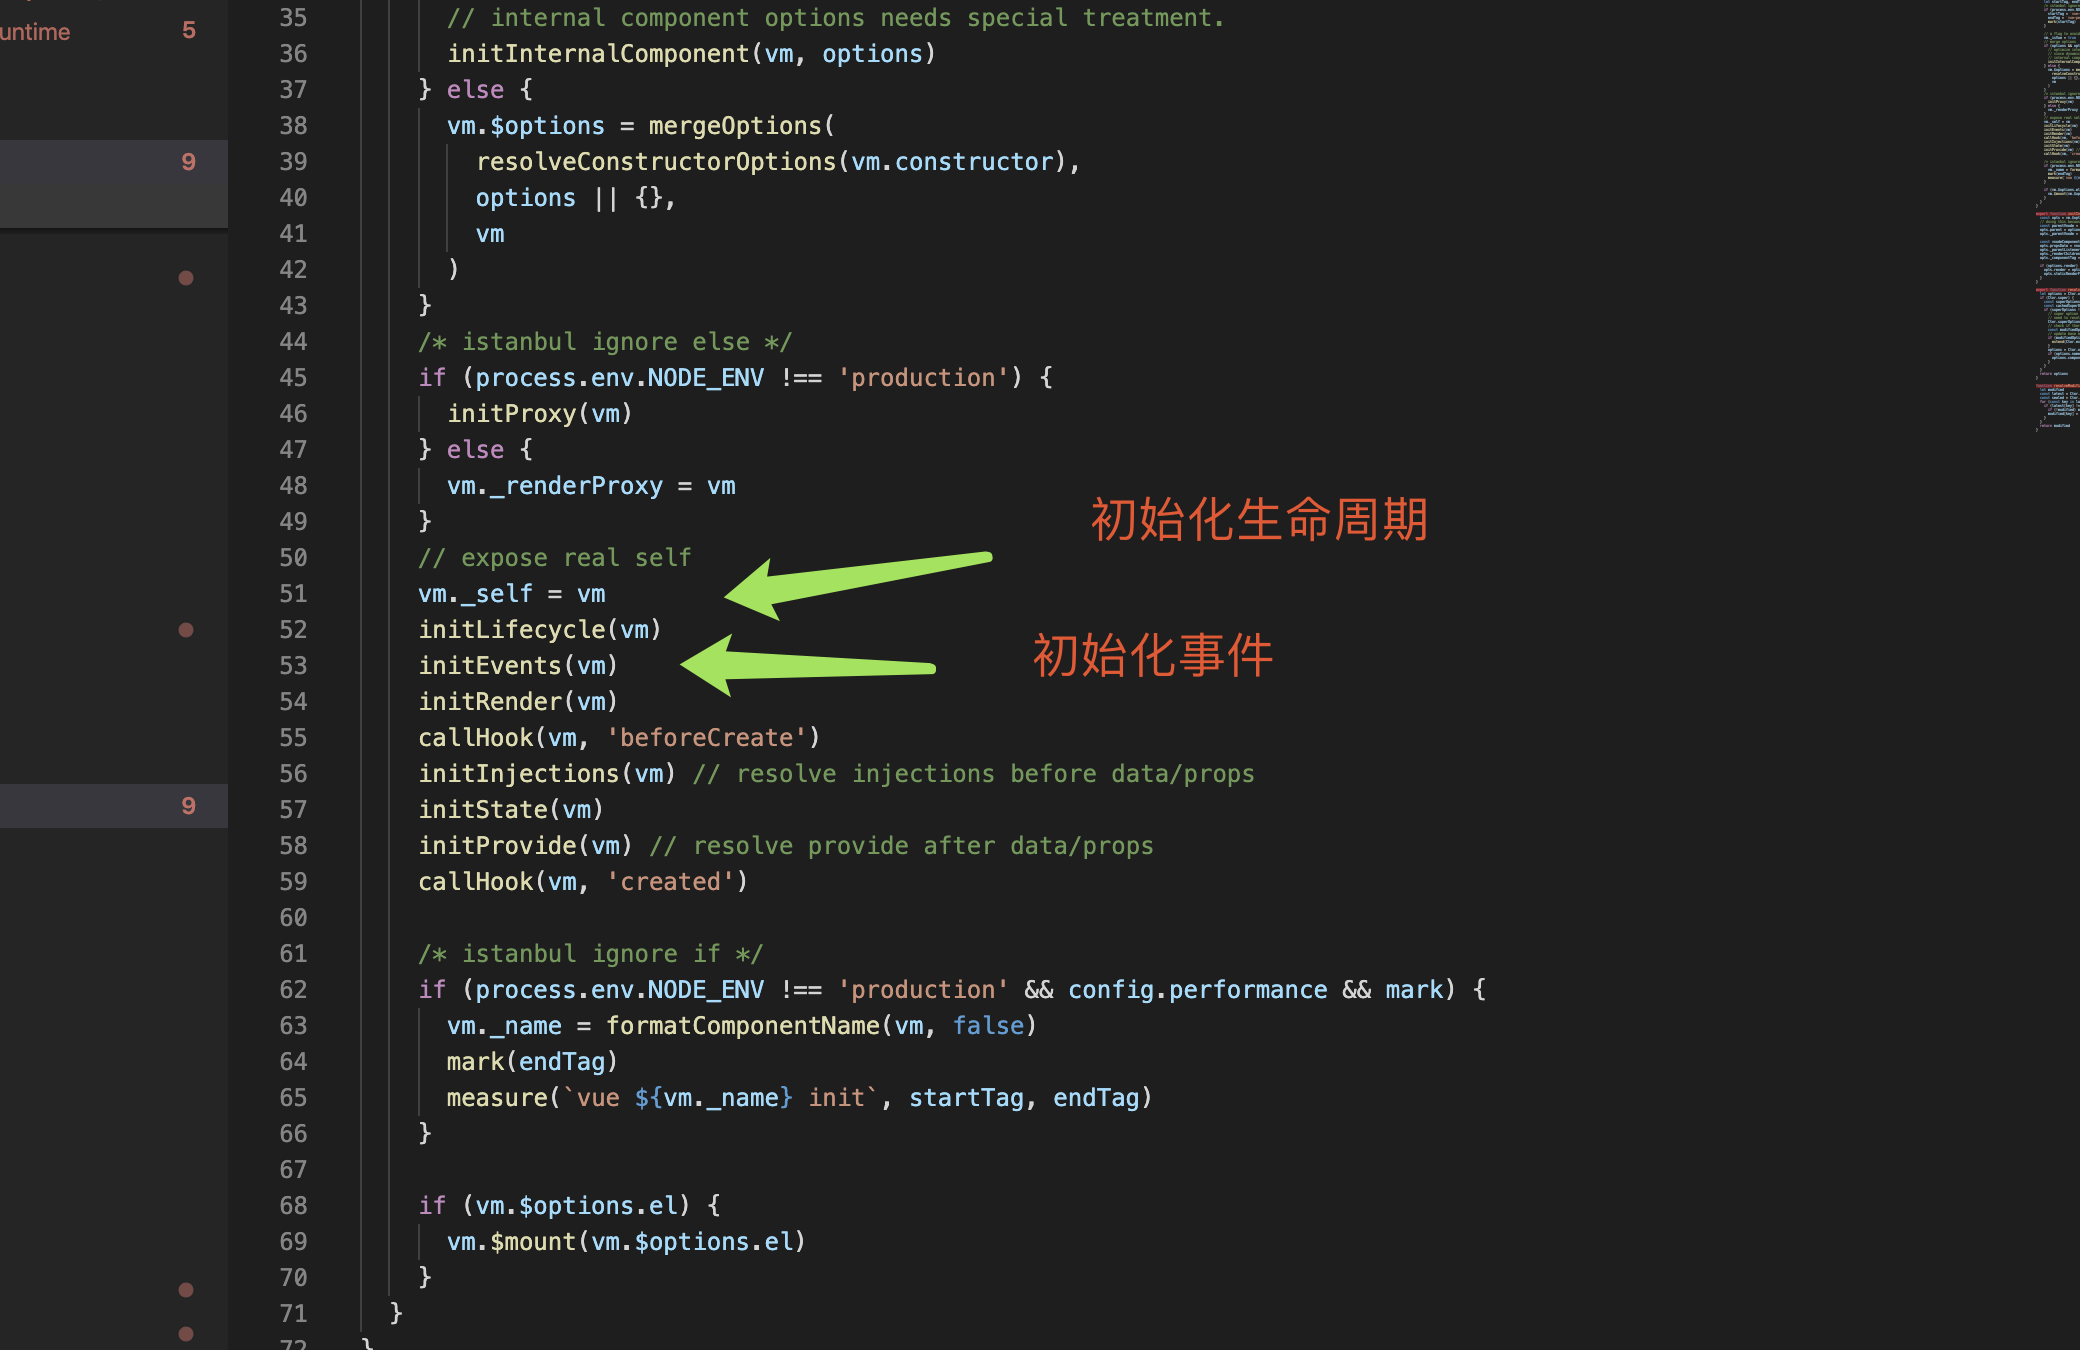 untime 5
9
9
35 // internal component options needs special treatment.
36 initInternalComponent(vm, options)
37 } else {
38 vm.$options = mergeOptions(
39 resolveConstructorOptions(vm.constructor),
40 options || {},
41 vm
42 )
43 }
44 /* istanbul ignore else */
45 if (process.env.NODE_ENV !== 'production') {
46 initProxy(vm)
47 } else {
48 vm._renderProxy = vm
49 }
初始化生命周期
50 // expose real self
51 vm._self = vm
52 initLifecycle(vm)
初始化事件
53 initEvents(vm)
54 initRender(vm)
55 callHook(vm, 'beforeCreate')
56 initInjections(vm) // resolve injections before data/props
57 initState(vm)
58 initProvide(vm) // resolve provide after data/props
59 callHook(vm, 'created')
60
61 /* istanbul ignore if */
62 if (process.env.NODE_ENV !== 'production' && config.performance && mark) {
63 vm._name = formatComponentName(vm, false)
64 mark(endTag)
65 measure(`vue ${vm._name} init`, startTag, endTag)
66 }
67
68 if (vm.$options.el) {
69 vm.$mount(vm.$options.el)
70 }
71 }
72 }